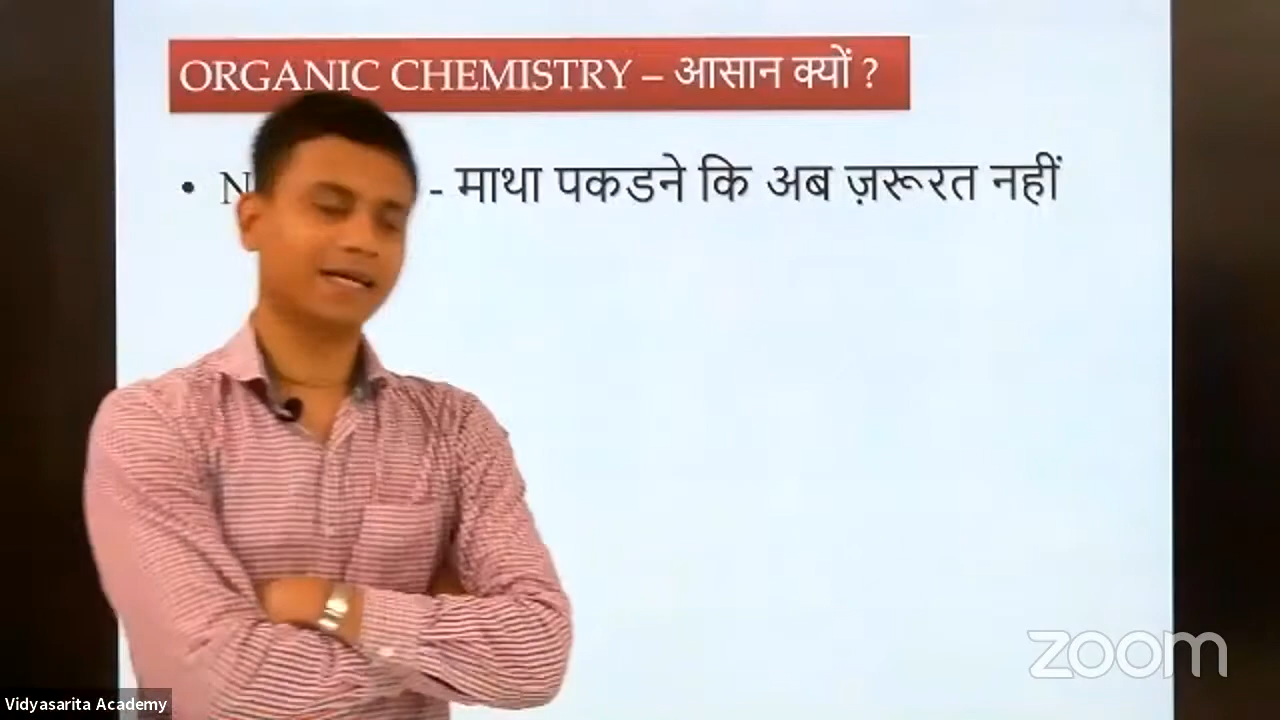 ORGANIC CHEMISTRY – आसान क्यों ?
• - माथा पकडने कि अब ज़रूरत नहीं
zoom
Vidyasarita Academy